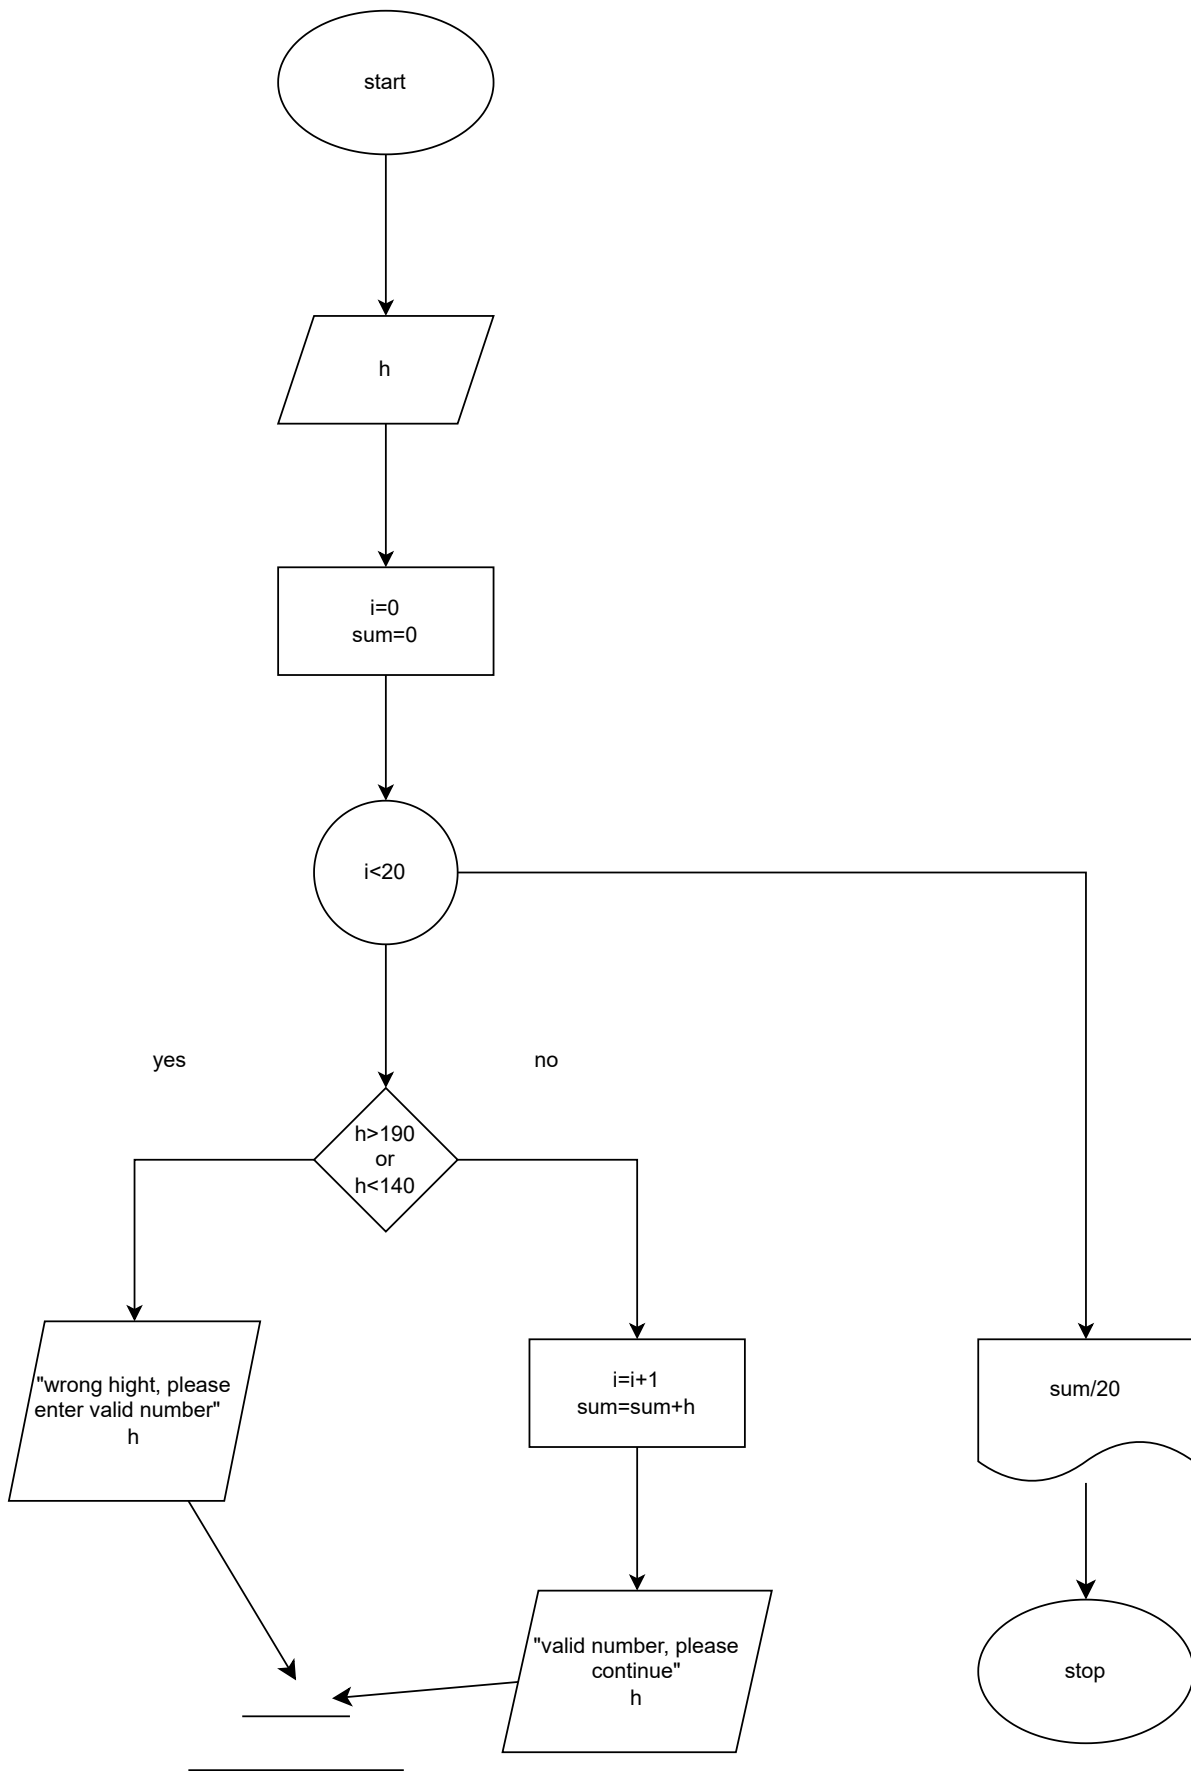 start
h
i=0
sum=0
i<20
yes
no
h>190
or
h<140
"wrong hight, please
enter valid number"
h
i=i+1
sum=sum+h
sum/20
"valid number, please
continue"
h
stop